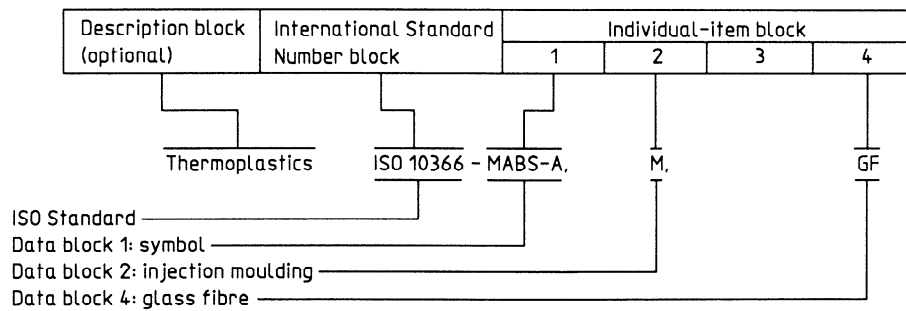 Description block
(optional)
International Standard
Number block
Individual-item block
1 2 3 4
Thermoplastics ISO 10366 - MABS-A, M, GF
ISO Standard
Data block 1: symbol
Data block 2: injection moulding
Data block 4: glass fibre